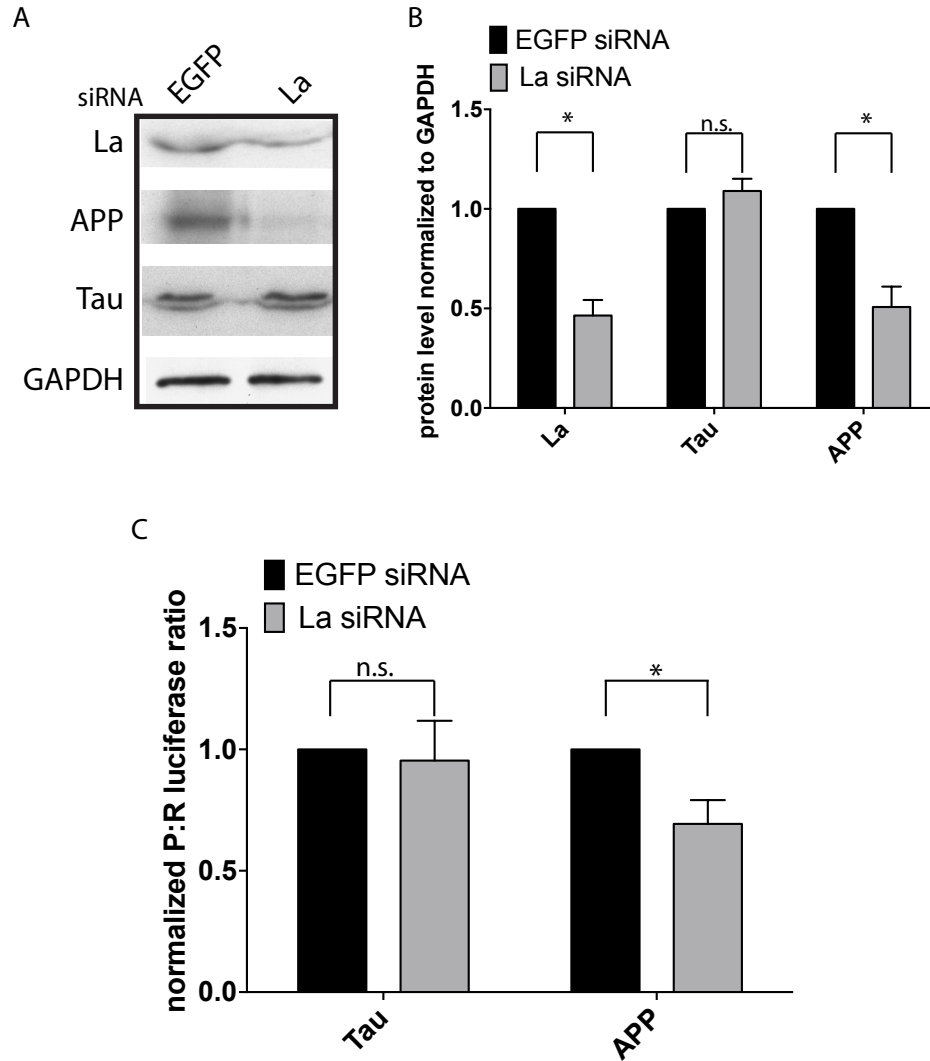 A
siRNA EGFP La
La
APP
Tau
GAPDH
B
EGFP siRNA
La siRNA
protein level normalized to GAPDH
1.5
1.0
0.5
0.0
* n.s. *
La Tau APP
C
EGFP siRNA
La siRNA
normalized P:R luciferase ratio
1.5
1.0
0.5
0.0
n.s. *
Tau APP